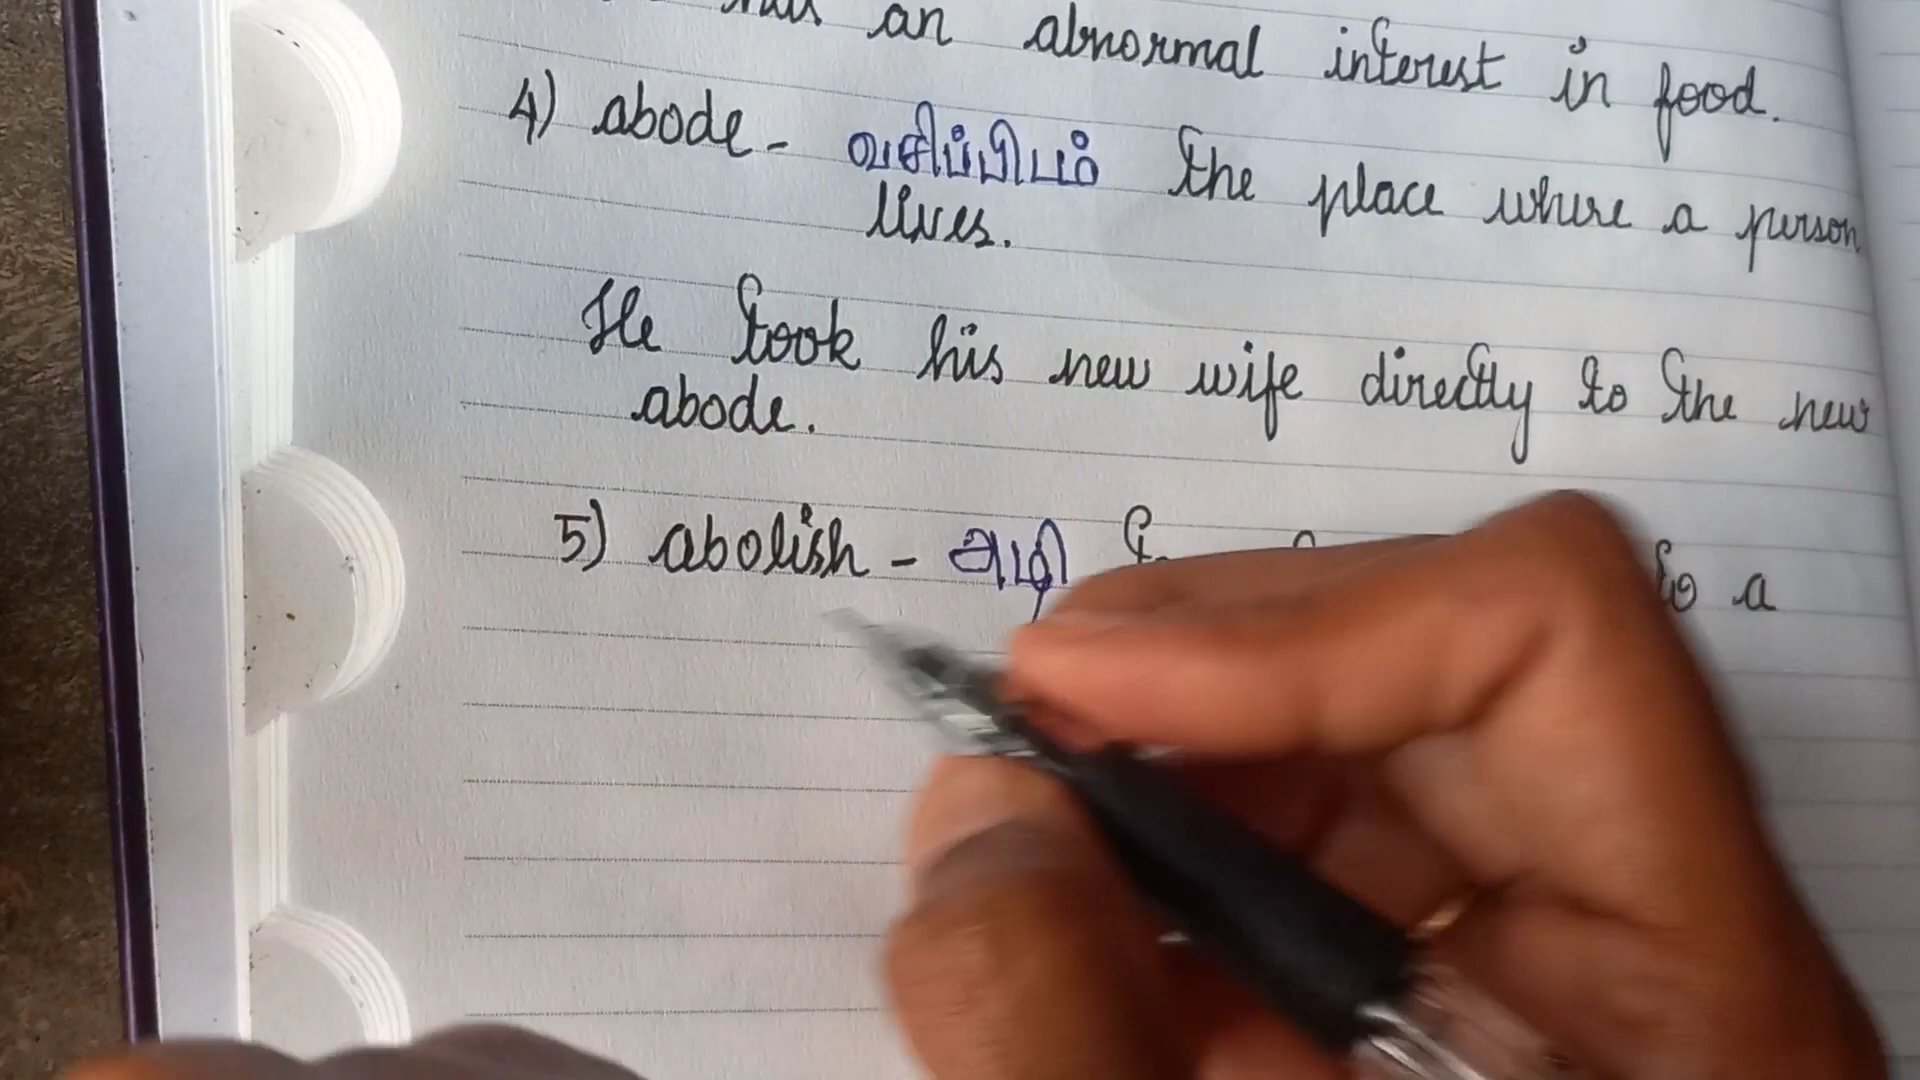 an abnormal interest in food.
4) abode - வசிப்பிடம் the place where a person
lives.
He took his new wife directly to the new
abode.
5) abolish - அழி to a